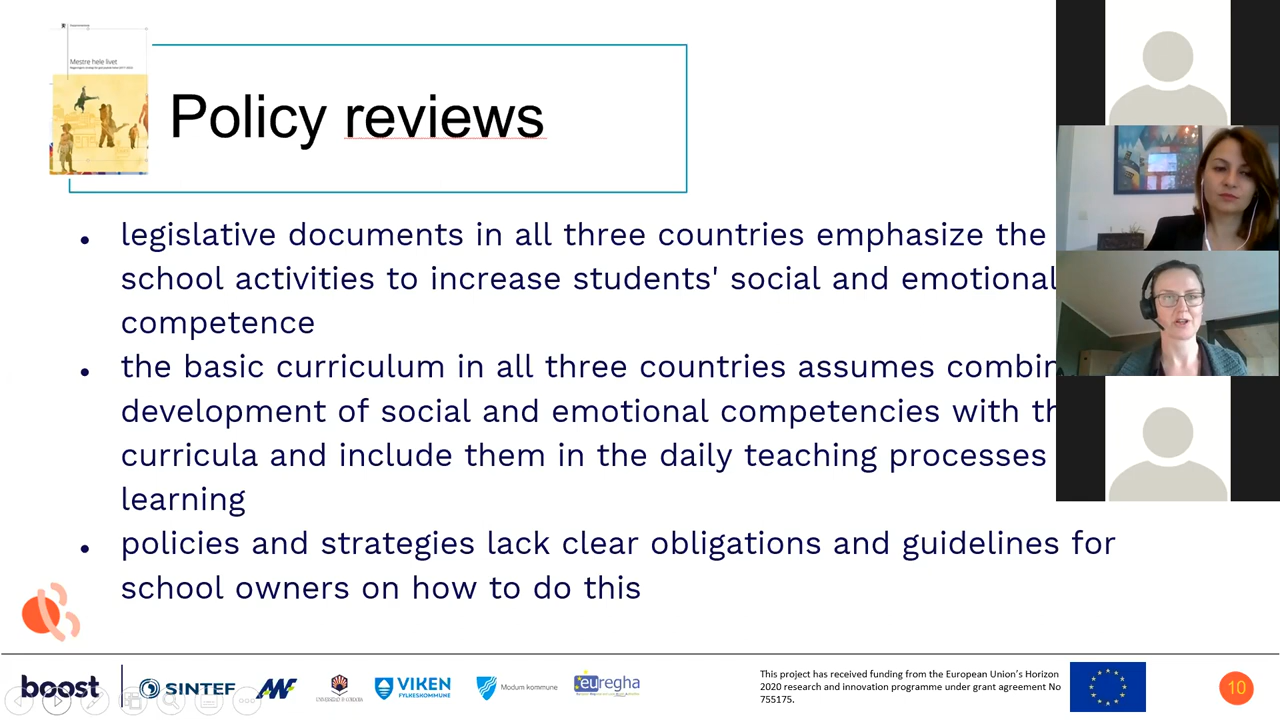 Mestre hele livet
Policy reviews
legislative documents in all three countries emphasize the
school activities to increase students' social and emotional
competence
the basic curriculum in all three countries assumes combin
development of social and emotional competencies with th
curricula and include them in the daily teaching processes
learning
policies and strategies lack clear obligations and guidelines for
school owners on how to do this
boost
SINTEF
VIKEN
FYLKESKOMMUNE
Modum kommune
euregha
This project has received funding from the European Union's Horizon
2020 research and innovation programme under grant agreement No
755175.
10